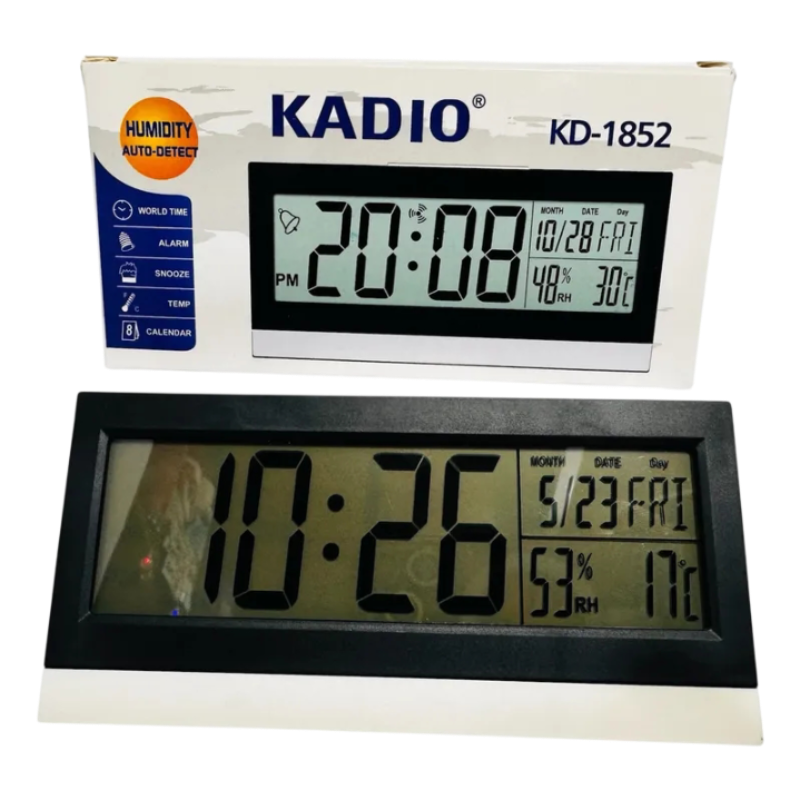 KADIO®
KD-1852
HUMIDITY
AUTO-DETECT
WORLD TIME
ALARM
SNOOZE
F C
TEMP
8
CALENDAR
PM
20:08
MONTH DATE Day
10/28 FRI
48% RH 30°C
10:26
MONTH DATE Day
5/23 FRI
53% RH 17°C